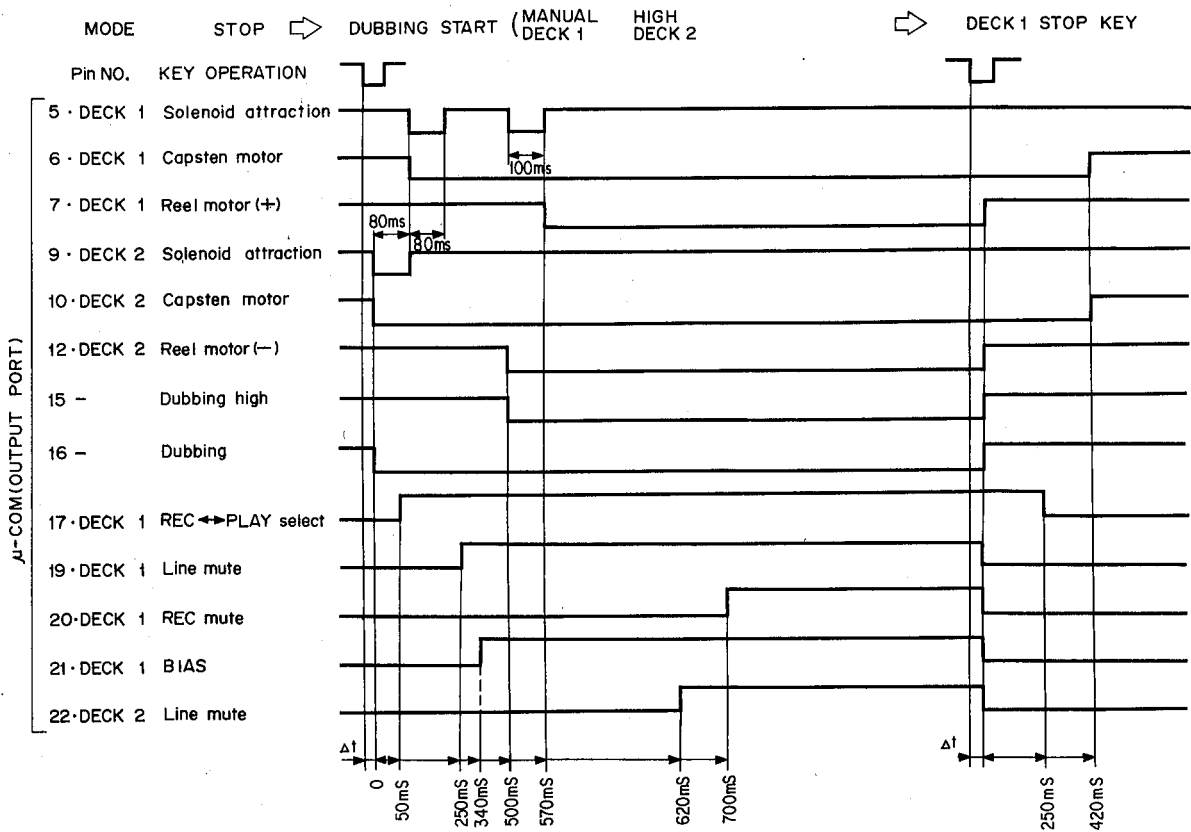 MODE STOP ⇨ DUBBING START (MANUAL HIGH
DECK 1 DECK 2
⇨ DECK 1 STOP KEY
Pin NO. KEY OPERATION
μ-COM(OUTPUT PORT)
5 · DECK 1 Solenoid attraction
6 · DECK 1 Capsten motor
100ms
7 · DECK 1 Reel motor (+)
80ms
80ms
9 · DECK 2 Solenoid attraction
10 · DECK 2 Capsten motor
12 · DECK 2 Reel motor (−)
15 − Dubbing high
16 − Dubbing
17 · DECK 1 REC ↔ PLAY select
19 · DECK 1 Line mute
20 · DECK 1 REC mute
21 · DECK 1 BIAS
22 · DECK 2 Line mute
Δt Δt
0 50mS 250mS 340mS 500mS 570mS 620mS 700mS 250mS 420mS